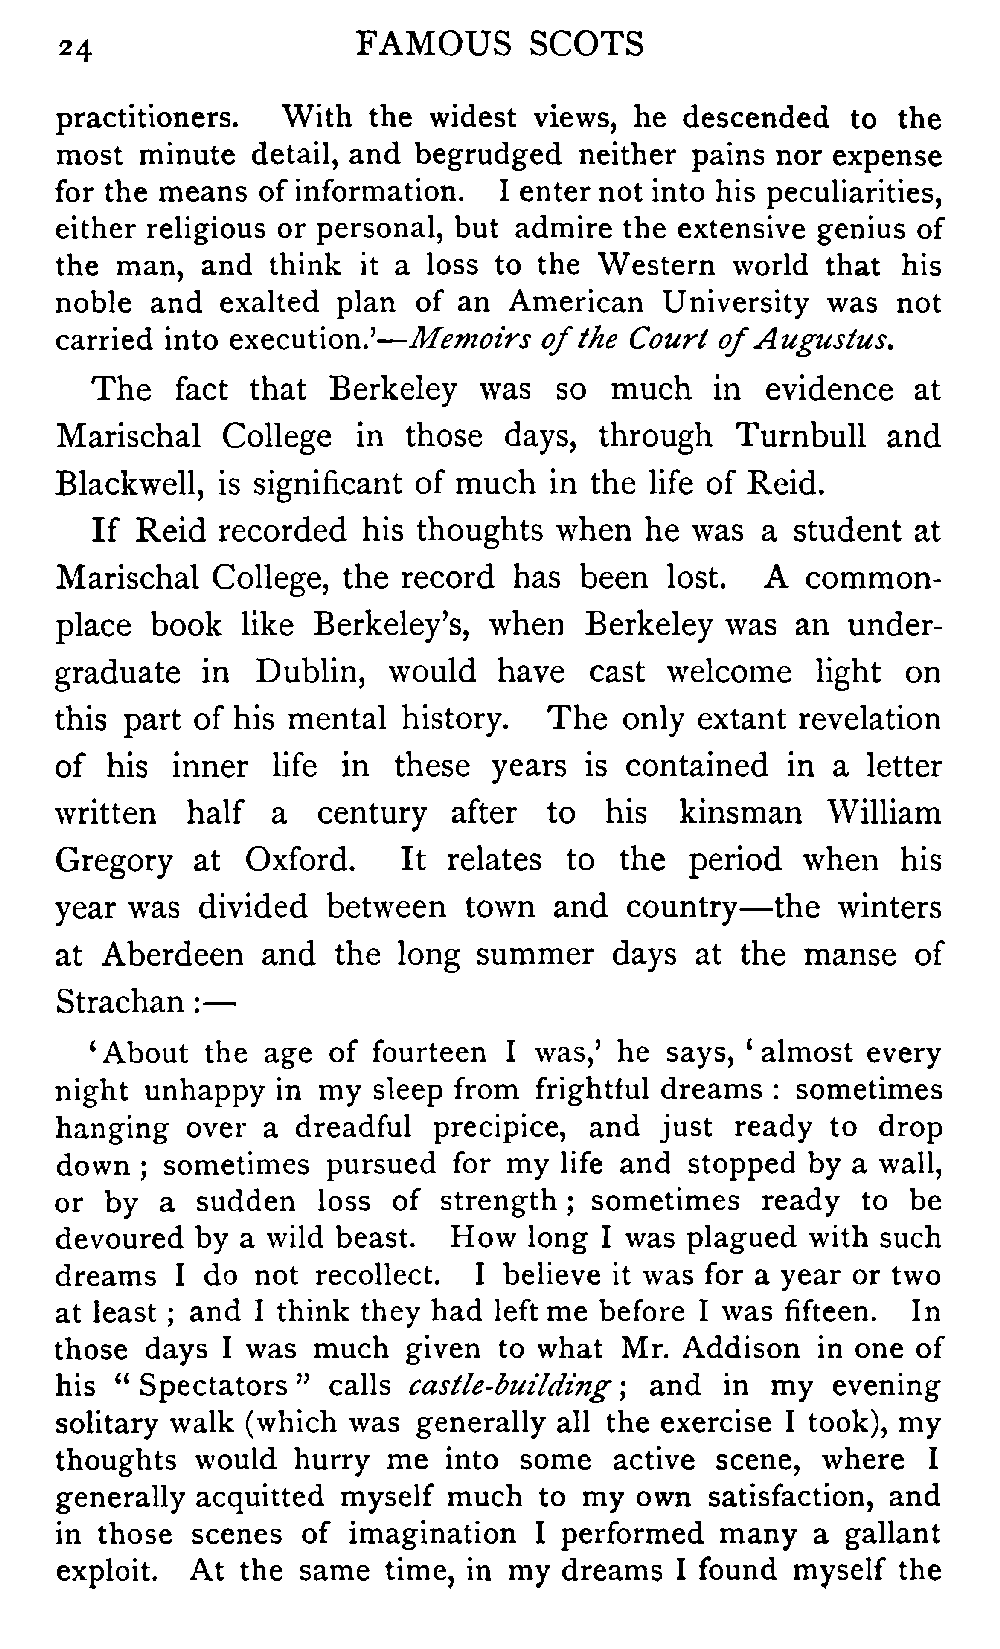 24 FAMOUS SCOTS
practitioners. With the widest views, he descended to the
most minute detail, and begrudged neither pains nor expense
for the means of information. I enter not into his peculiarities,
either religious or personal, but admire the extensive genius of
the man, and think it a loss to the Western world that his
noble and exalted plan of an American University was not
carried into execution.'—Memoirs of the Court of Augustus.
The fact that Berkeley was so much in evidence at
Marischal College in those days, through Turnbull and
Blackwell, is significant of much in the life of Reid.
If Reid recorded his thoughts when he was a student at
Marischal College, the record has been lost. A common-
place book like Berkeley's, when Berkeley was an under-
graduate in Dublin, would have cast welcome light on
this part of his mental history. The only extant revelation
of his inner life in these years is contained in a letter
written half a century after to his kinsman William
Gregory at Oxford. It relates to the period when his
year was divided between town and country—the winters
at Aberdeen and the long summer days at the manse of
Strachan :—
'About the age of fourteen I was,' he says, 'almost every
night unhappy in my sleep from frightful dreams : sometimes
hanging over a dreadful precipice, and just ready to drop
down ; sometimes pursued for my life and stopped by a wall,
or by a sudden loss of strength ; sometimes ready to be
devoured by a wild beast. How long I was plagued with such
dreams I do not recollect. I believe it was for a year or two
at least ; and I think they had left me before I was fifteen. In
those days I was much given to what Mr. Addison in one of
his "Spectators" calls castle-building ; and in my evening
solitary walk (which was generally all the exercise I took), my
thoughts would hurry me into some active scene, where I
generally acquitted myself much to my own satisfaction, and
in those scenes of imagination I performed many a gallant
exploit. At the same time, in my dreams I found myself the